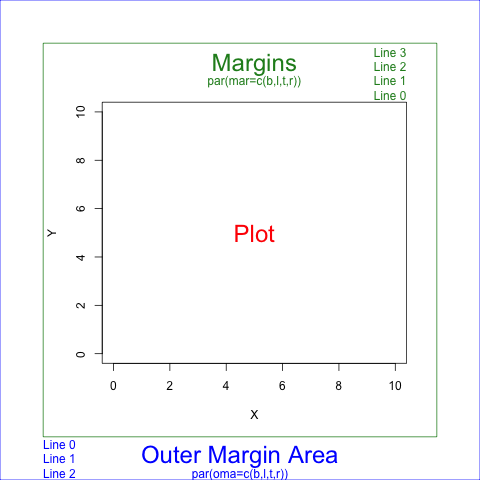 Line 3
Margins
Line 2
par(mar=c(b,l,t,r))
Line 1
Line 0
10
8
6
4
2
0
Y
Plot
0 2 4 6 8 10
X
Line 0
Line 1
Line 2
Outer Margin Area
par(oma=c(b,l,t,r))